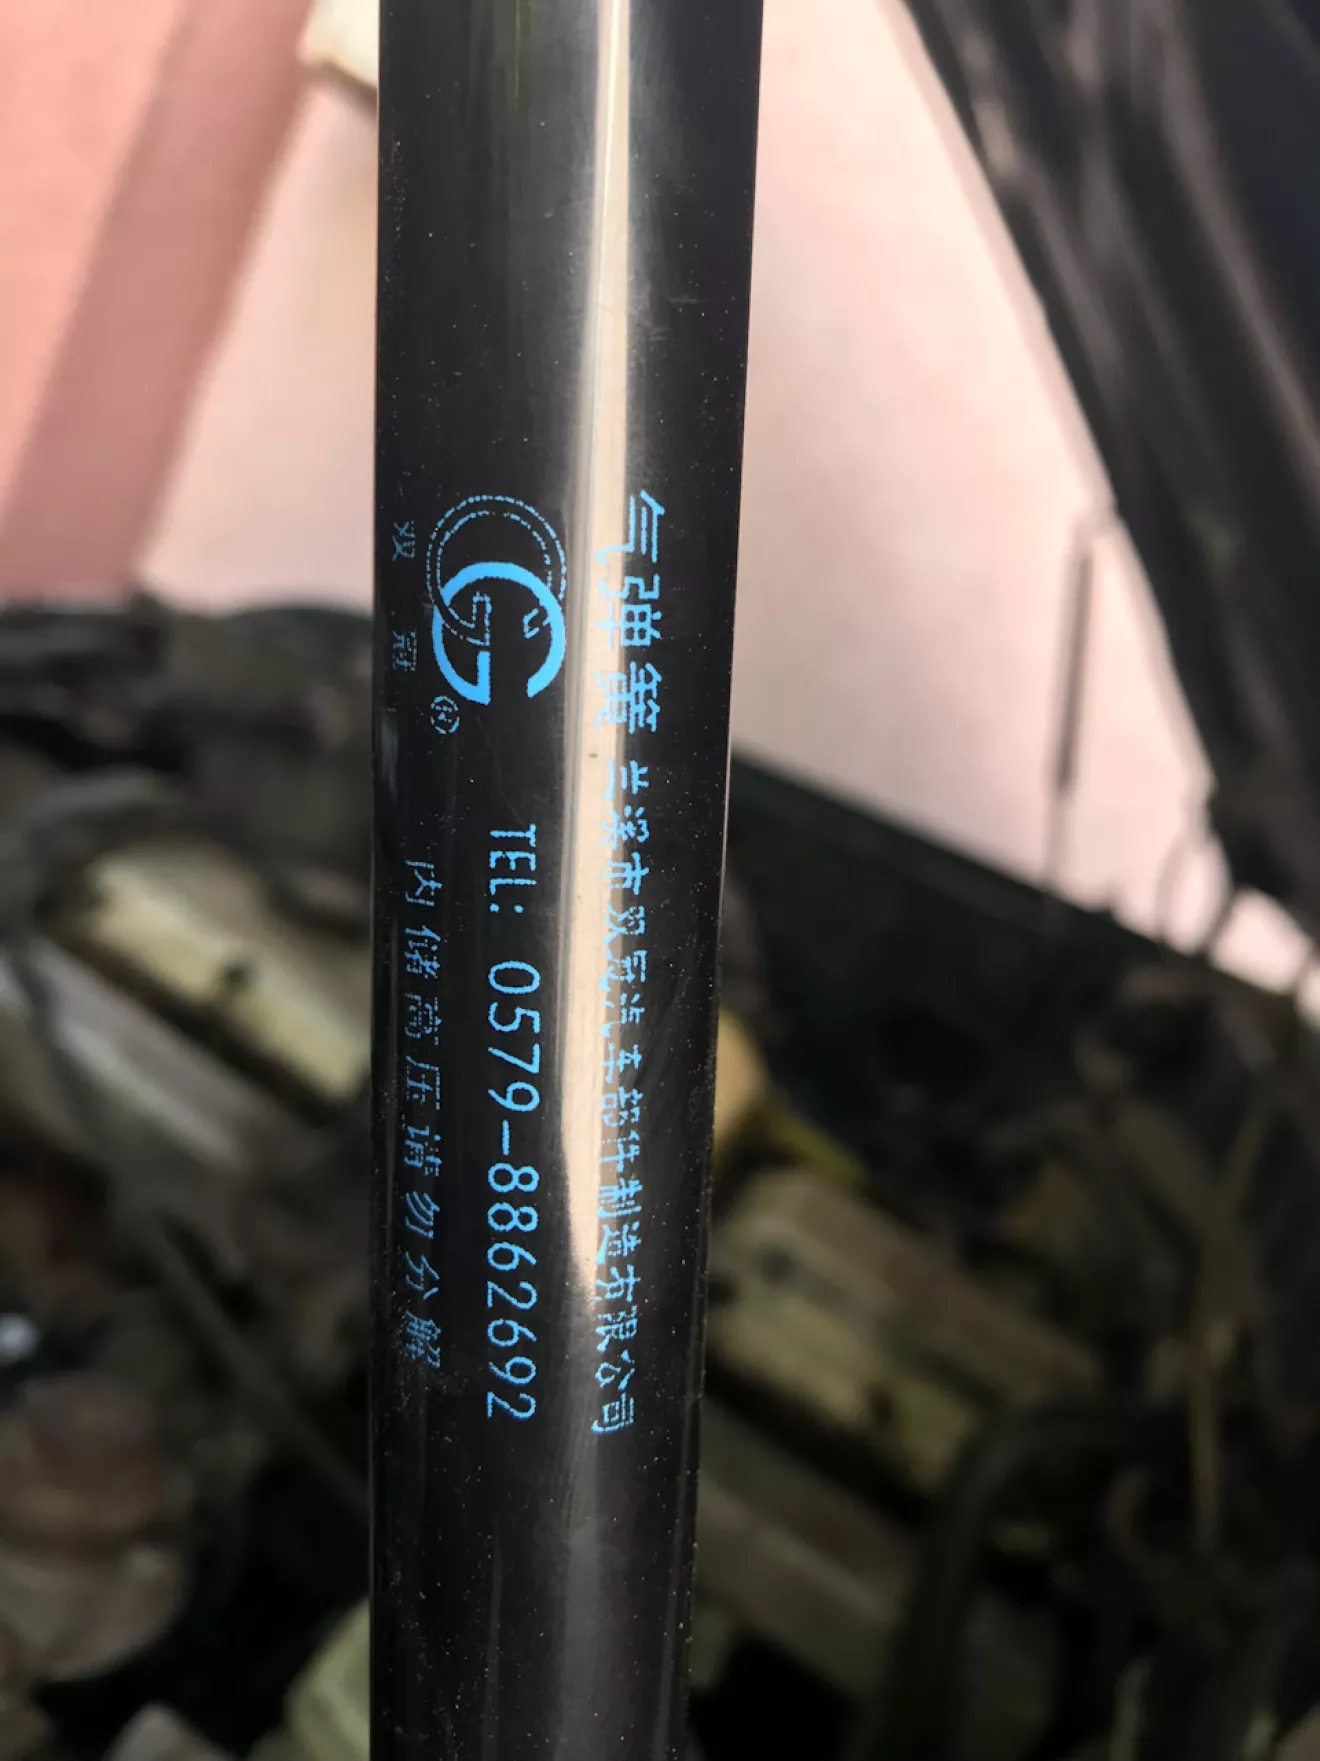 气弹簧 兰溪市双冠汽车部件制造有限公司
TEL: 0579-8862692
双冠®
内储高压请勿分解